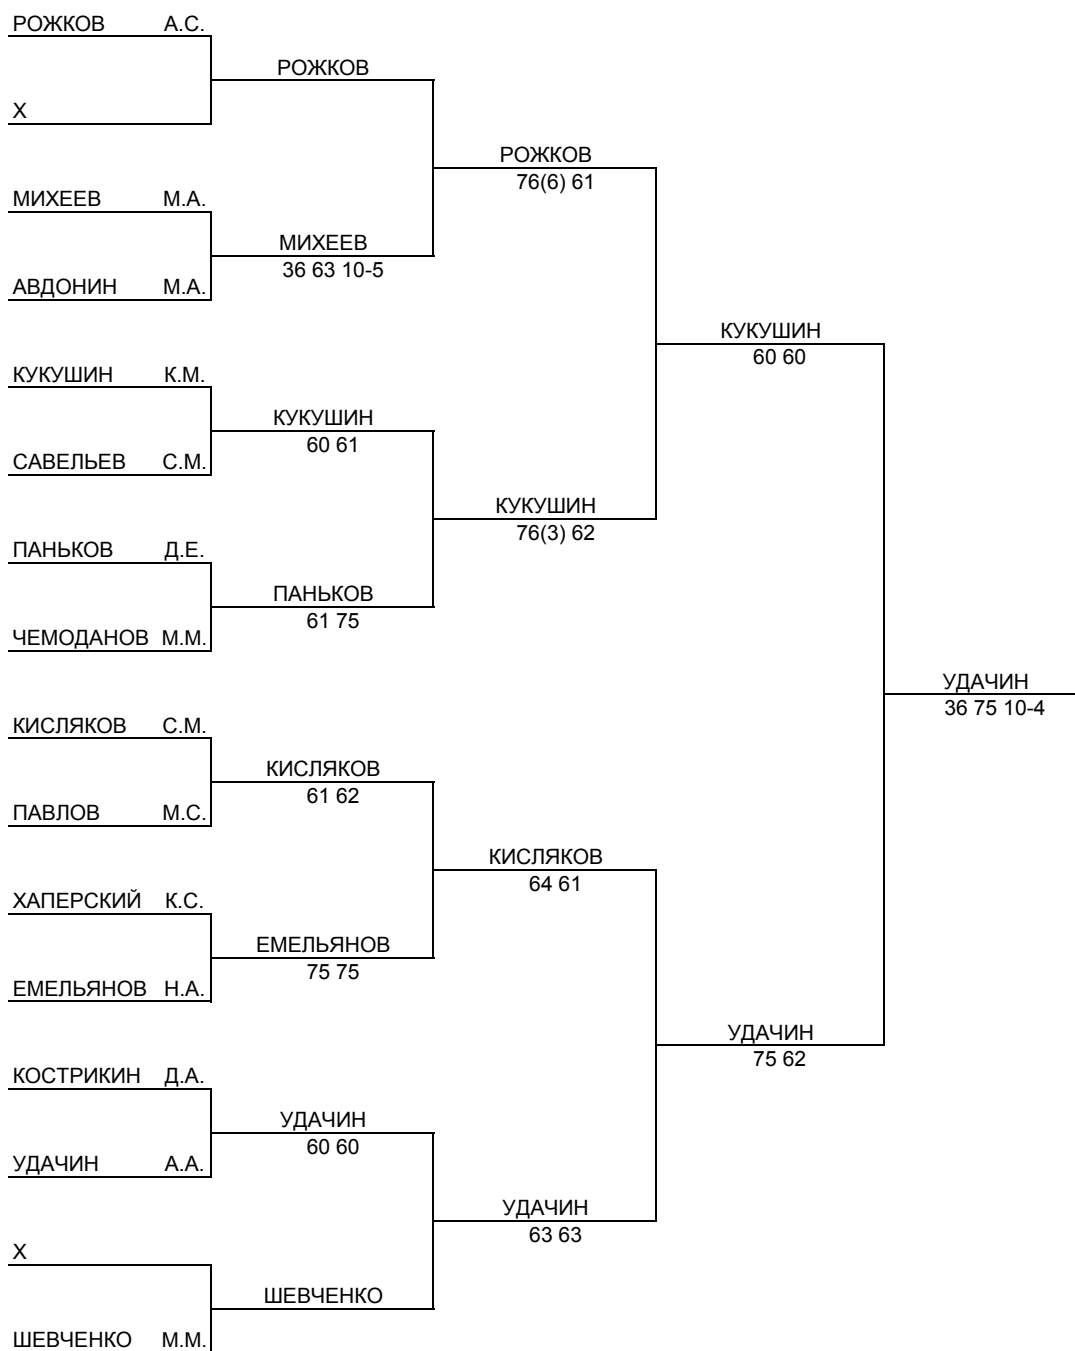 РОЖКОВ А.С.
РОЖКОВ
Х
РОЖКОВ
76(6) 61
МИХЕЕВ М.А.
МИХЕЕВ
36 63 10-5
АВДОНИН М.А.
КУКУШИН
60 60
КУКУШИН К.М.
КУКУШИН
60 61
САВЕЛЬЕВ С.М.
КУКУШИН
76(3) 62
ПАНЬКОВ Д.Е.
ПАНЬКОВ
61 75
ЧЕМОДАНОВ М.М.
УДАЧИН
36 75 10-4
КИСЛЯКОВ С.М.
КИСЛЯКОВ
61 62
ПАВЛОВ М.С.
КИСЛЯКОВ
64 61
ХАПЕРСКИЙ К.С.
ЕМЕЛЬЯНОВ
75 75
ЕМЕЛЬЯНОВ Н.А.
УДАЧИН
75 62
КОСТРИКИН Д.А.
УДАЧИН
60 60
УДАЧИН А.А.
УДАЧИН
63 63
Х
ШЕВЧЕНКО
ШЕВЧЕНКО М.М.